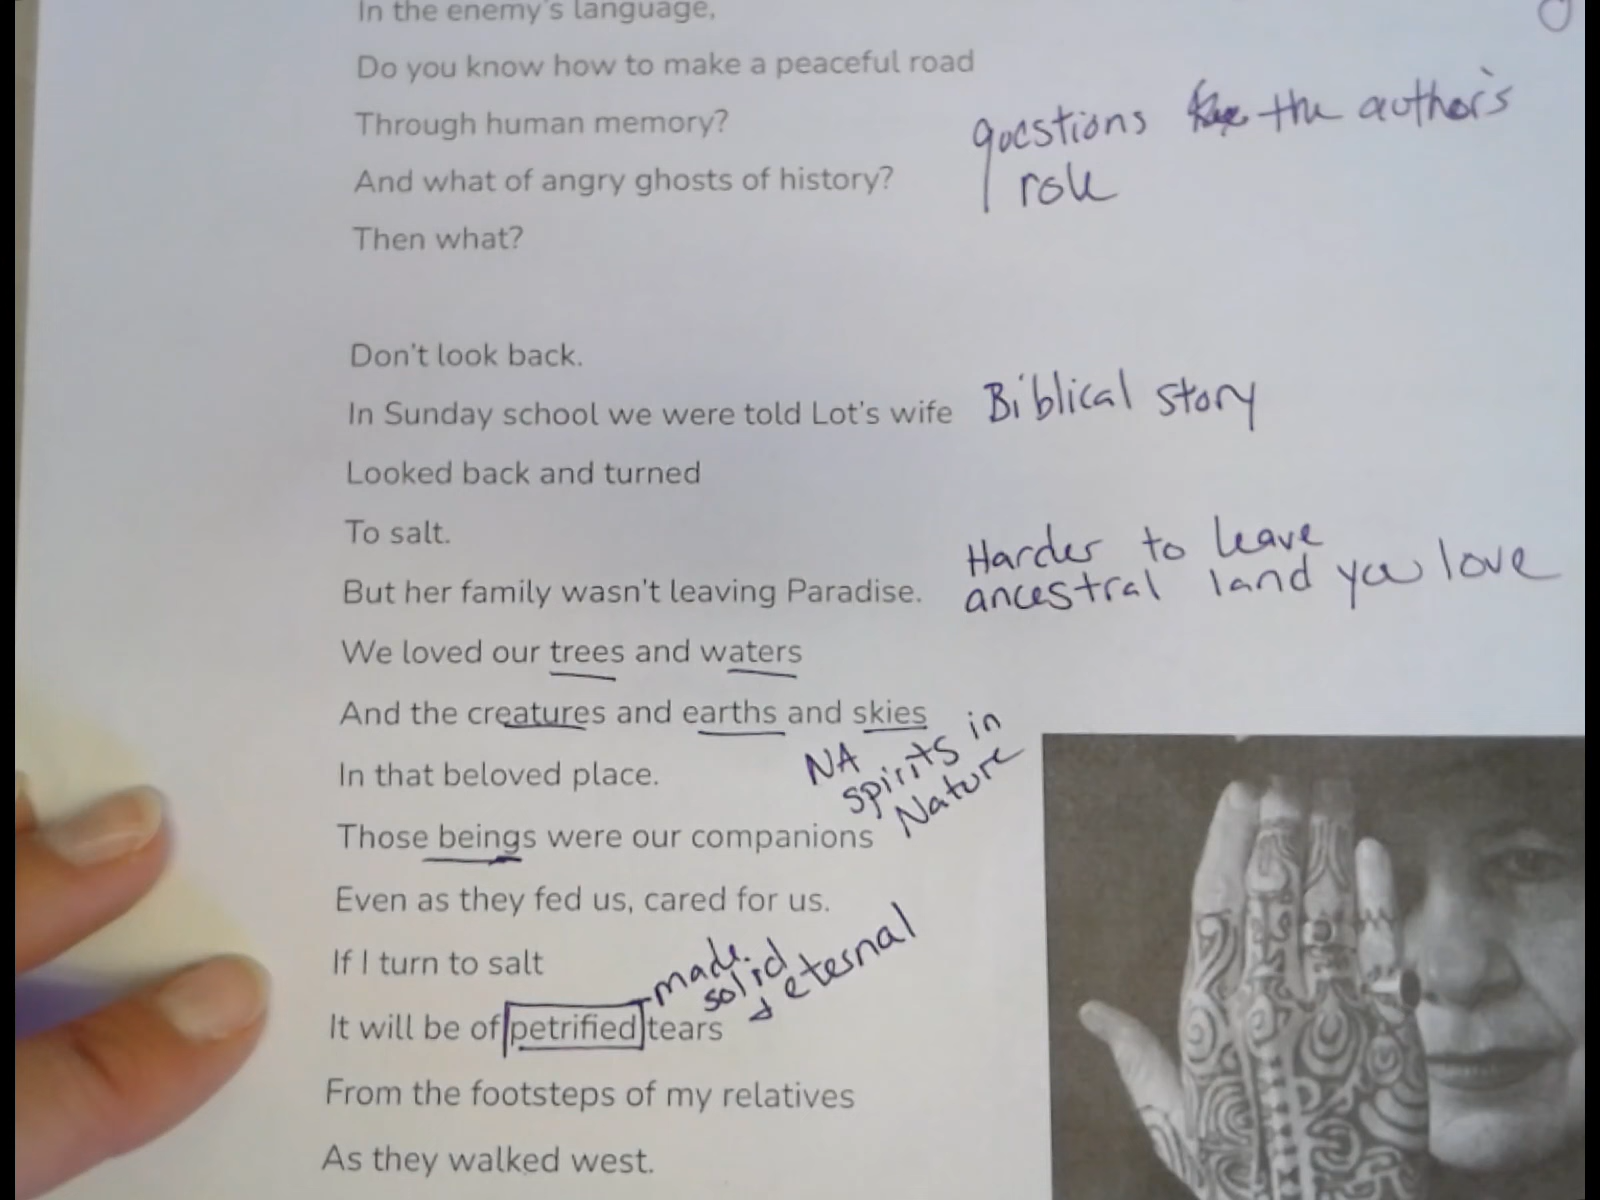 In the enemy's language,
Do you know how to make a peaceful road
Through human memory?
And what of angry ghosts of history?
Then what?
questions the author's
role
Don't look back.
In Sunday school we were told Lot's wife
Biblical story
Looked back and turned
To salt.
But her family wasn't leaving Paradise.
Harder to leave
ancestral land you love
We loved our trees and waters
And the creatures and earths and skies
In that beloved place.
NA
spirits in
Nature
Those beings were our companions
Even as they fed us, cared for us.
If I turn to salt
made
solid
& eternal
It will be of petrified tears
From the footsteps of my relatives
As they walked west.